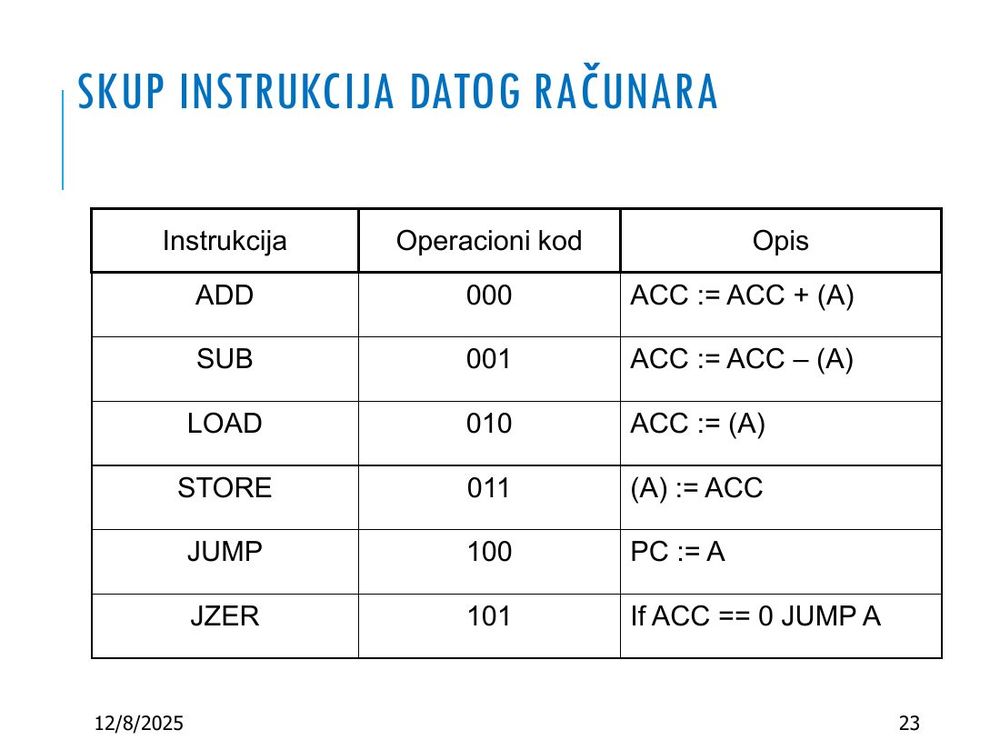 SKUP INSTRUKCIJA DATOG RAČUNARA
Instrukcija Operacioni kod Opis
ADD 000 ACC := ACC + (A)
SUB 001 ACC := ACC – (A)
LOAD 010 ACC := (A)
STORE 011 (A) := ACC
JUMP 100 PC := A
JZER 101 If ACC == 0 JUMP A
12/8/2025 23